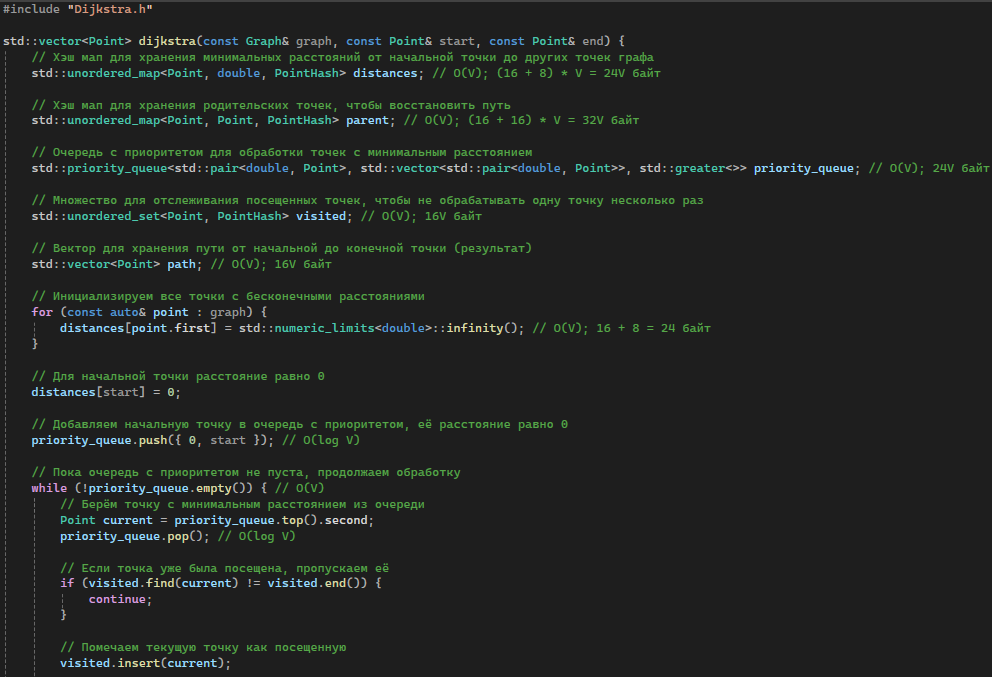 #include "Dijkstra.h"
std::vector<Point> dijkstra(const Graph& graph, const Point& start, const Point& end) {
// Хэш мап для хранения минимальных расстояний от начальной точки до других точек графа
std::unordered_map<Point, double, PointHash> distances; // O(V); (16 + 8) * V = 24V байт
// Хэш мап для хранения родительских точек, чтобы восстановить путь
std::unordered_map<Point, Point, PointHash> parent; // O(V); (16 + 16) * V = 32V байт
// Очередь с приоритетом для обработки точек с минимальным расстоянием
std::priority_queue<std::pair<double, Point>, std::vector<std::pair<double, Point>>, std::greater<>> priority_queue; // O(V); 24V байт
// Множество для отслеживания посещенных точек, чтобы не обрабатывать одну точку несколько раз
std::unordered_set<Point, PointHash> visited; // O(V); 16V байт
// Вектор для хранения пути от начальной до конечной точки (результат)
std::vector<Point> path; // O(V); 16V байт
// Инициализируем все точки с бесконечными расстояниями
for (const auto& point : graph) {
distances[point.first] = std::numeric_limits<double>::infinity(); // O(V); 16 + 8 = 24 байт
}
// Для начальной точки расстояние равно 0
distances[start] = 0;
// Добавляем начальную точку в очередь с приоритетом, её расстояние равно 0
priority_queue.push({ 0, start }); // O(log V)
// Пока очередь с приоритетом не пуста, продолжаем обработку
while (!priority_queue.empty()) { // O(V)
// Берём точку с минимальным расстоянием из очереди
Point current = priority_queue.top().second;
priority_queue.pop(); // O(log V)
// Если точка уже была посещена, пропускаем её
if (visited.find(current) != visited.end()) {
continue;
}
// Помечаем текущую точку как посещенную
visited.insert(current);